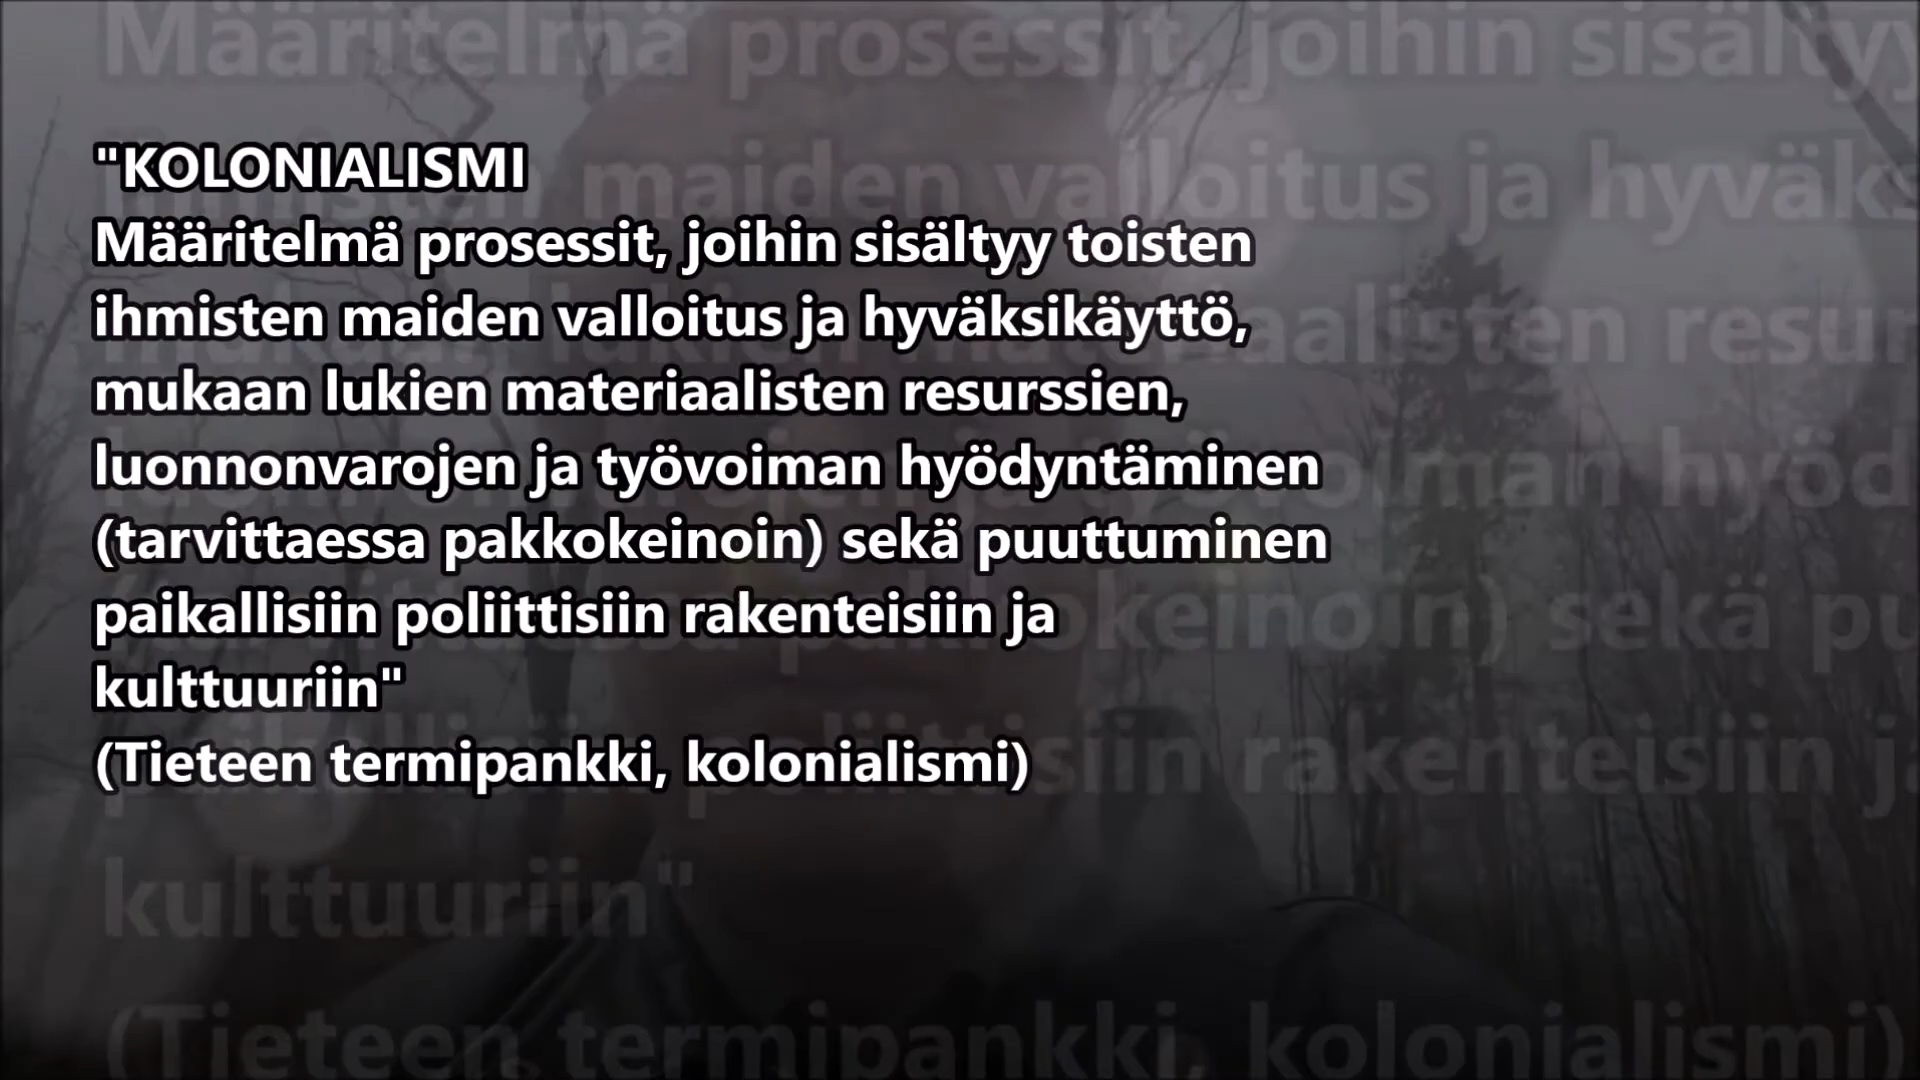 "KOLONIALISMI
Määritelmä prosessit, joihin sisältyy toisten
ihmisten maiden valloitus ja hyväksikäyttö,
mukaan lukien materiaalisten resurssien,
luonnonvarojen ja työvoiman hyödyntäminen
(tarvittaessa pakkokeinoin) sekä puuttuminen
paikallisiin poliittisiin rakenteisiin ja
kulttuuriin"
(Tieteen termipankki, kolonialismi)